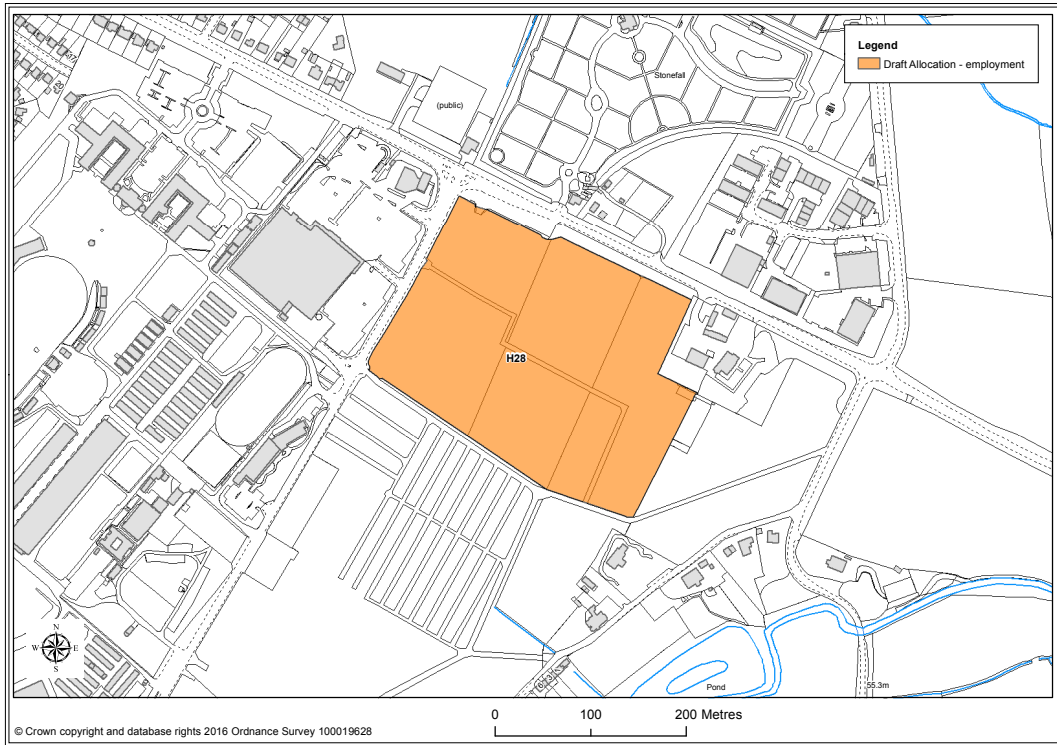 Legend
Draft Allocation - employment
Stonefall
(public)
H28
N
W E
S
Pond
55.3m
0 100 200 Metres
© Crown copyright and database rights 2016 Ordnance Survey 100019628